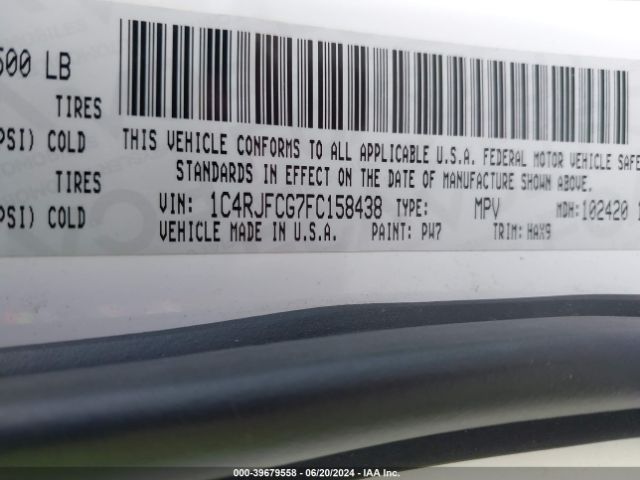 500 LB
TIRES
PSI) COLD
TIRES
PSI) COLD
THIS VEHICLE CONFORMS TO ALL APPLICABLE U.S.A. FEDERAL MOTOR VEHICLE SAFE
STANDARDS IN EFFECT ON THE DATE OF MANUFACTURE SHOWN ABOVE.
VIN: 1C4RJFCG7FC158438 TYPE: MPV MDH: 102420 1
VEHICLE MADE IN U.S.A. PAINT: PW7 TRIM: HAX9
0-39679558 - 06/20/2024 - IAA Inc.